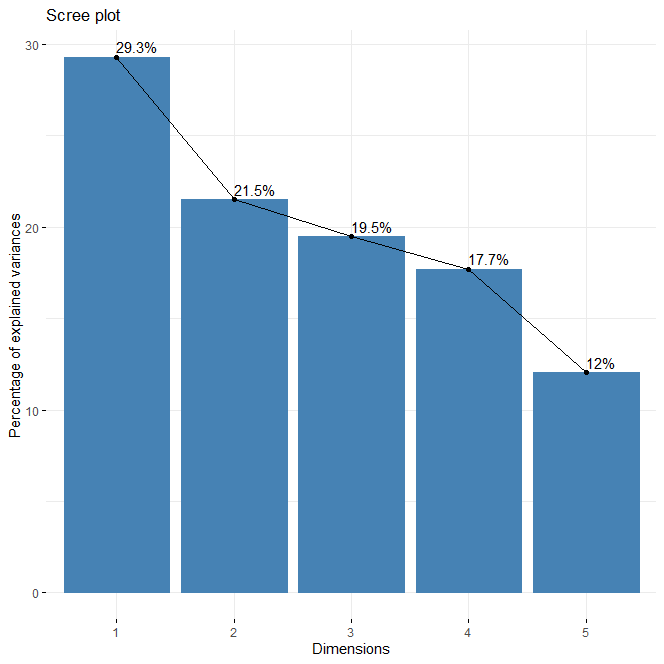 Scree plot
29.3%
21.5%
19.5%
17.7%
12%
30
20
10
0
Percentage of explained variances
1 2 3 4 5
Dimensions